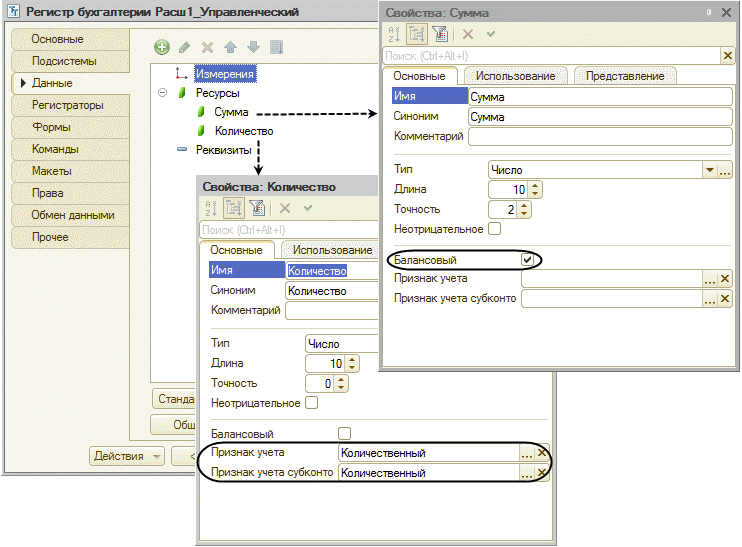 Регистр бухгалтерии Расш1_Управленческий
Основные
Подсистемы
Данные
Регистраторы
Формы
Команды
Макеты
Права
Обмен данными
Прочее
Измерения
Ресурсы
Сумма
Количество
Реквизиты
Станда
Общ
Действия
<
Свойства: Количество
Поиск (Ctrl+Alt+I)
Основные
Использование
Имя Количество
Синоним Количество
Комментарий
Тип Число
Длина 10
Точность 0
Неотрицательное
Балансовый
Признак учета Количественный ...
Признак учета субконто Количественный ...
Свойства: Сумма
Поиск (Ctrl+Alt+I)
Основные Использование Представление
Имя Сумма
Синоним Сумма
Комментарий
Тип Число ...
Длина 10
Точность 2
Неотрицательное
Балансовый
Признак учета ...
Признак учета субконто ...